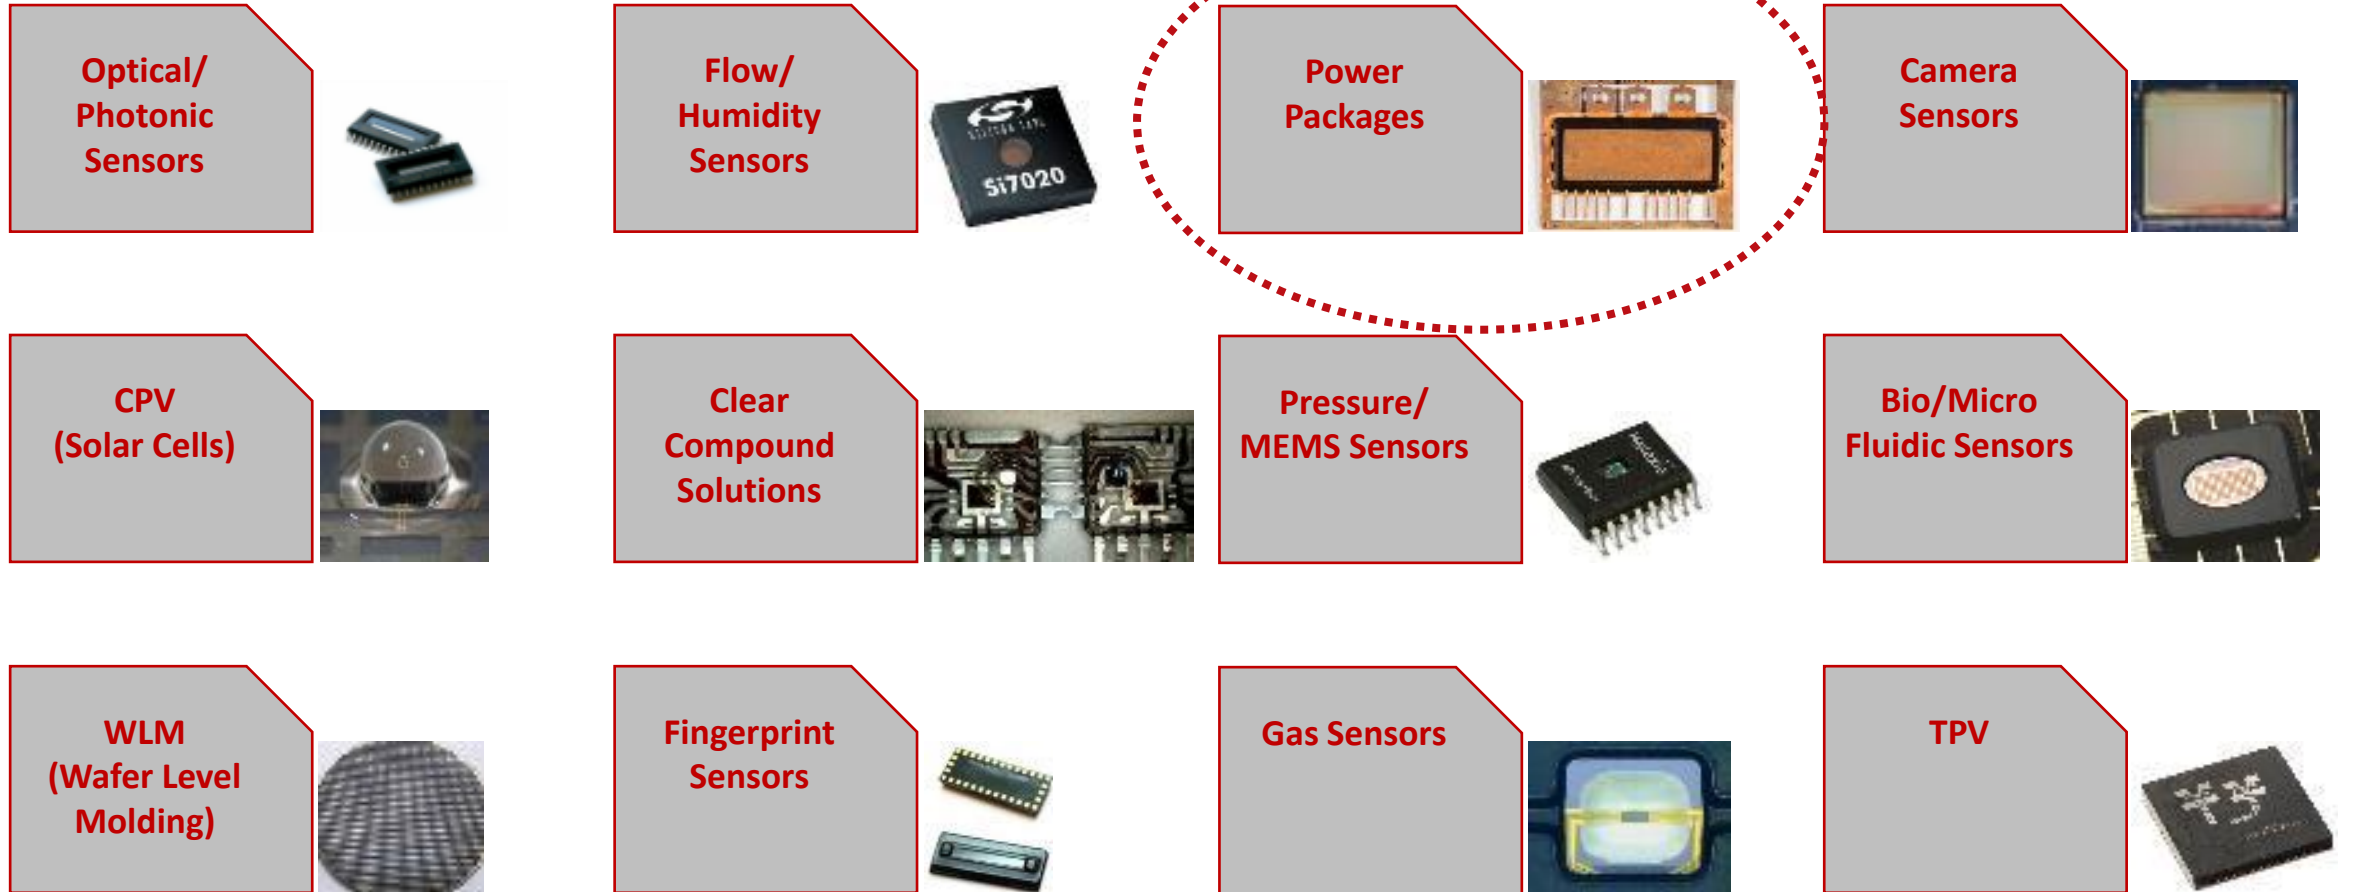 Optical/
Photonic
Sensors
Flow/
Humidity
Sensors
Si7020
Power
Packages
Camera
Sensors
CPV
(Solar Cells)
Clear
Compound
Solutions
Pressure/
MEMS Sensors
Bio/Micro
Fluidic Sensors
WLM
(Wafer Level
Molding)
Fingerprint
Sensors
Gas Sensors
TPV